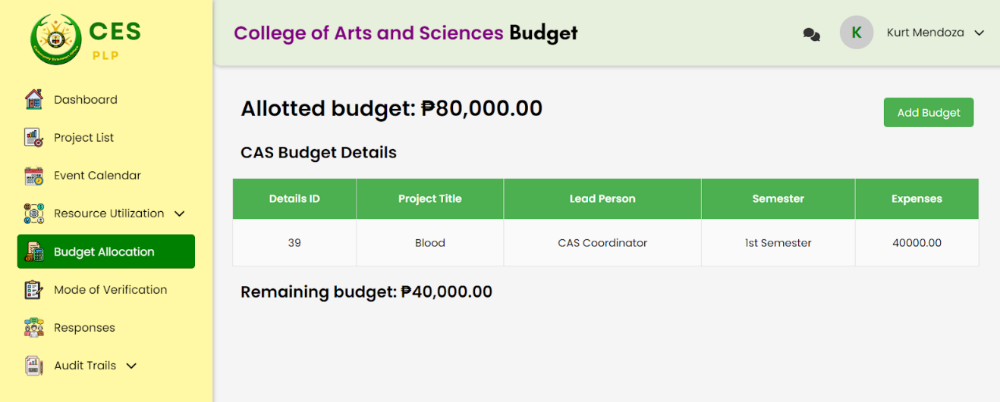 CES
PLP
Dashboard
Project List
Event Calendar
Resource Utilization
Budget Allocation
Mode of Verification
Responses
Audit Trails
College of Arts and Sciences Budget
K Kurt Mendoza
Allotted budget: ₱80,000.00
Add Budget
CAS Budget Details
Details ID Project Title Lead Person Semester Expenses
39 Blood CAS Coordinator 1st Semester 40000.00
Remaining budget: ₱40,000.00